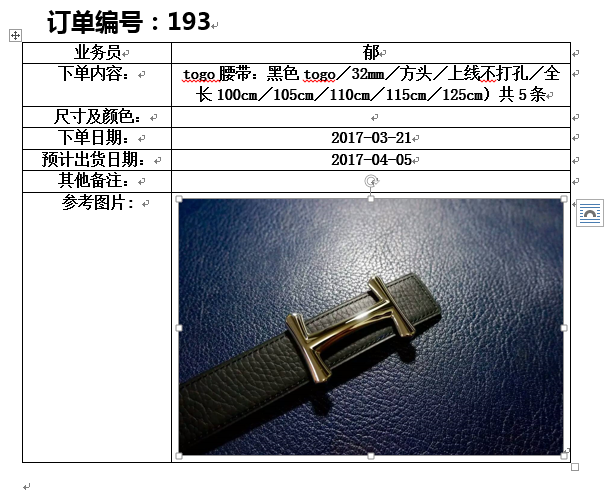 订单编号：193
业务员
郁
下单内容：
togo腰带：黑色togo／32mm／方头／上线不打孔／全
长100cm／105cm／110cm／115cm／125cm）共5条
尺寸及颜色：
下单日期：
2017-03-21
预计出货日期：
2017-04-05
其他备注：
参考图片：